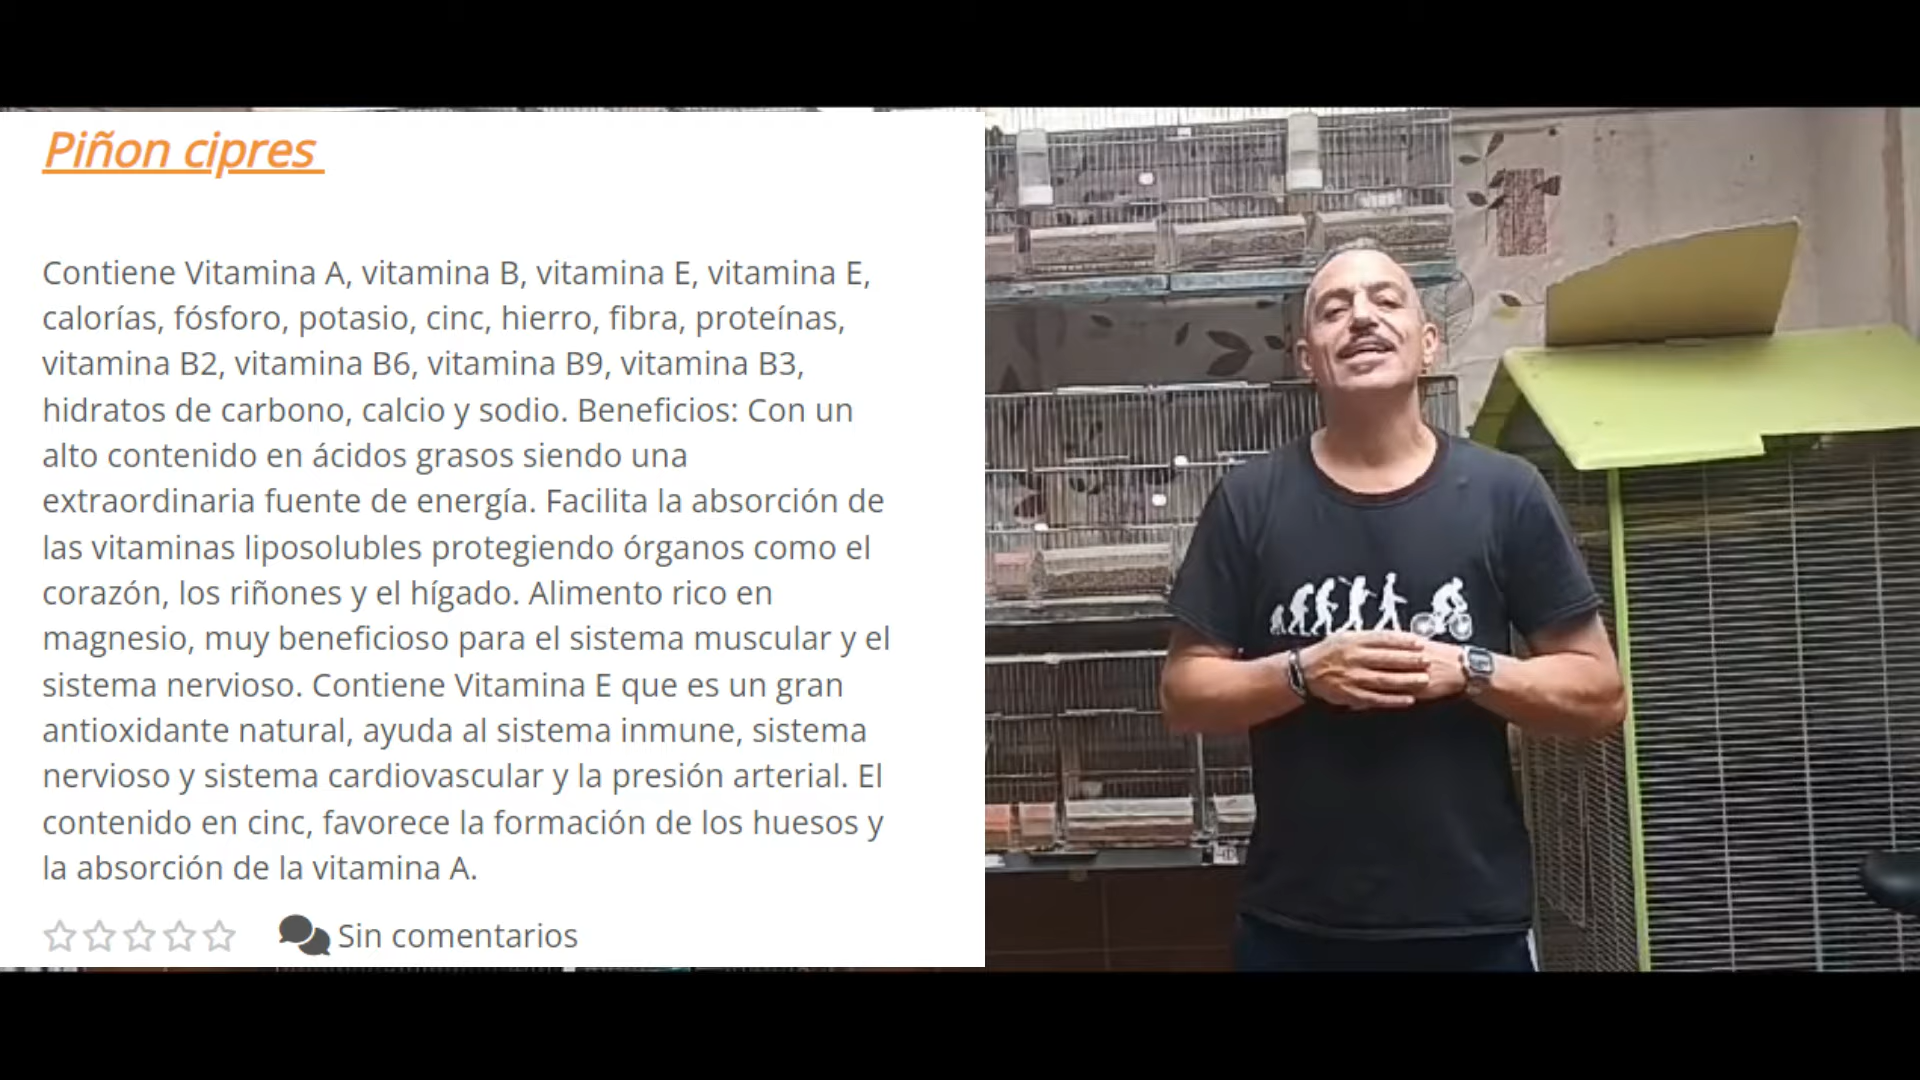 Piñon cipres
Contiene Vitamina A, vitamina B, vitamina E, vitamina E,
calorías, fósforo, potasio, cinc, hierro, fibra, proteínas,
vitamina B2, vitamina B6, vitamina B9, vitamina B3,
hidratos de carbono, calcio y sodio. Beneficios: Con un
alto contenido en ácidos grasos siendo una
extraordinaria fuente de energía. Facilita la absorción de
las vitaminas liposolubles protegiendo órganos como el
corazón, los riñones y el hígado. Alimento rico en
magnesio, muy beneficioso para el sistema muscular y el
sistema nervioso. Contiene Vitamina E que es un gran
antioxidante natural, ayuda al sistema inmune, sistema
nervioso y sistema cardiovascular y la presión arterial. El
contenido en cinc, favorece la formación de los huesos y
la absorción de la vitamina A.
Sin comentarios